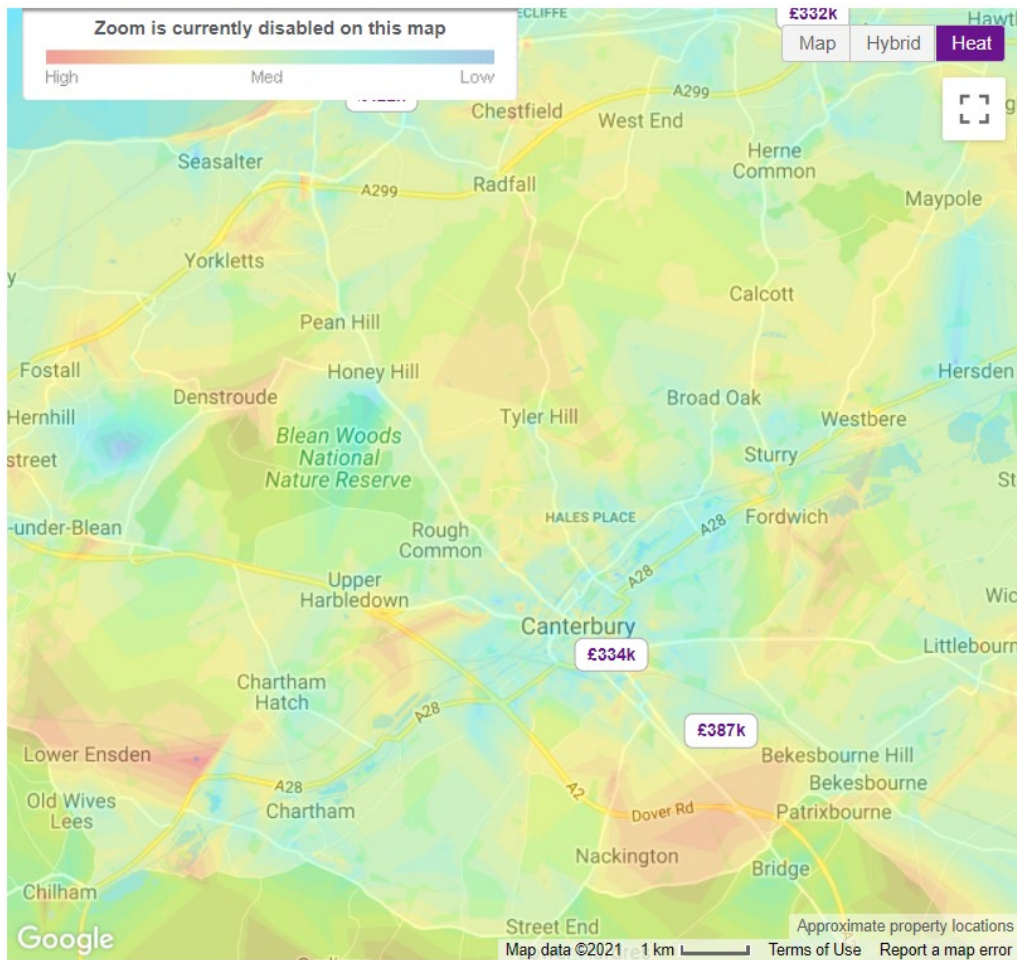 Zoom is currently disabled on this map
High Med Low
£332k
Map Hybrid Heat
A299
Chestfield
West End
Seasalter
Herne
Common
A299
Radfall
Maypole
Yorkletts
Calcott
Pean Hill
Fostall
Honey Hill
Hersden
Denstroude
Broad Oak
Hernhill
Tyler Hill
Westbere
Blean Woods
National
Nature Reserve
street
Sturry
St
HALES PLACE
Fordwich
-under-Blean
A28
Rough
Common
A28
Upper
Harbledown
Wic
Canterbury
£334k
Littlebourn
Chartham
Hatch
A28
£387k
Lower Ensden
Bekesbourne Hill
Bekesbourne
A28
A2
Old Wives
Lees
Chartham
Dover Rd
Patrixbourne
Nackington
Bridge
Chilham
Street End
Approximate property locations
Google
Map data ©2021 1 km Terms of Use Report a map error